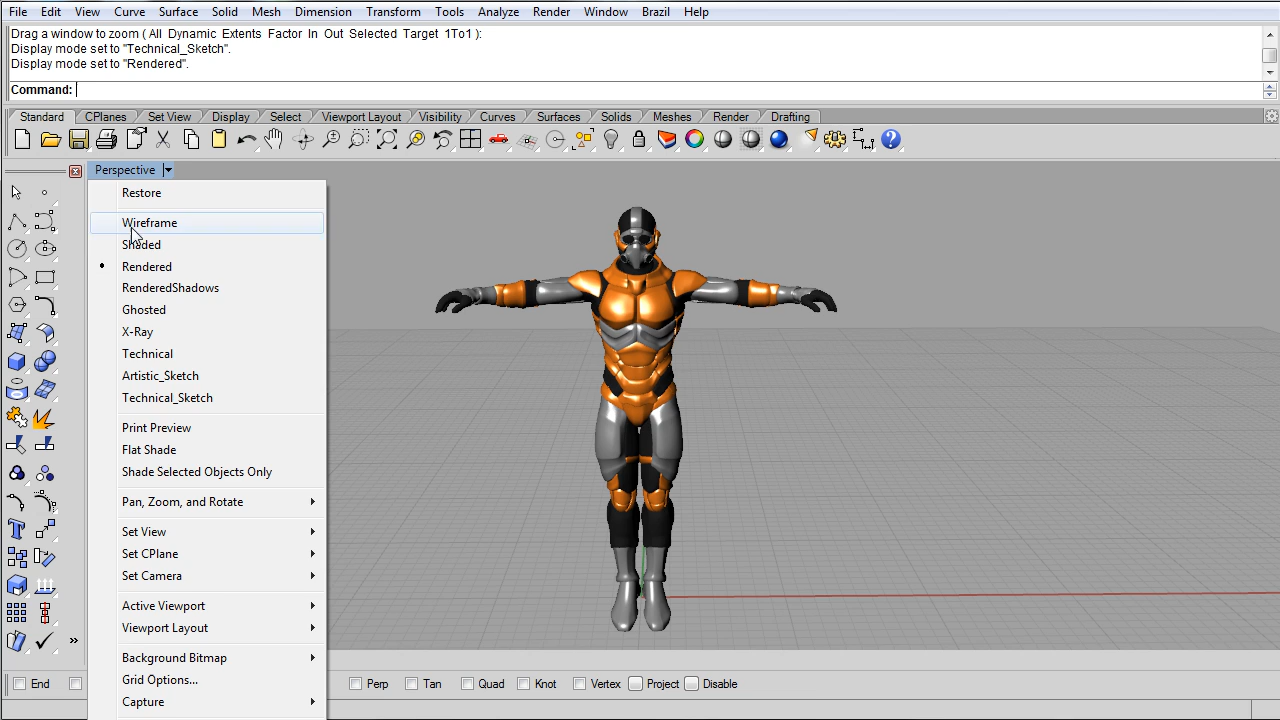 File Edit View Curve Surface Solid Mesh Dimension Transform Tools Analyze Render Window Brazil Help
Drag a window to zoom ( All Dynamic Extents Factor In Out Selected Target 1To1 ):
Display mode set to "Technical_Sketch".
Display mode set to "Rendered".
Command:
Standard CPlanes Set View Display Select Viewport Layout Visibility Curves Surfaces Solids Meshes Render Drafting
Perspective
Restore
Wireframe
Shaded
Rendered
RenderedShadows
Ghosted
X-Ray
Technical
Artistic_Sketch
Technical_Sketch
Print Preview
Flat Shade
Shade Selected Objects Only
Pan, Zoom, and Rotate
Set View
Set CPlane
Set Camera
Active Viewport
Viewport Layout
Background Bitmap
Grid Options...
Capture
End Perp Tan Quad Knot Vertex Project Disable